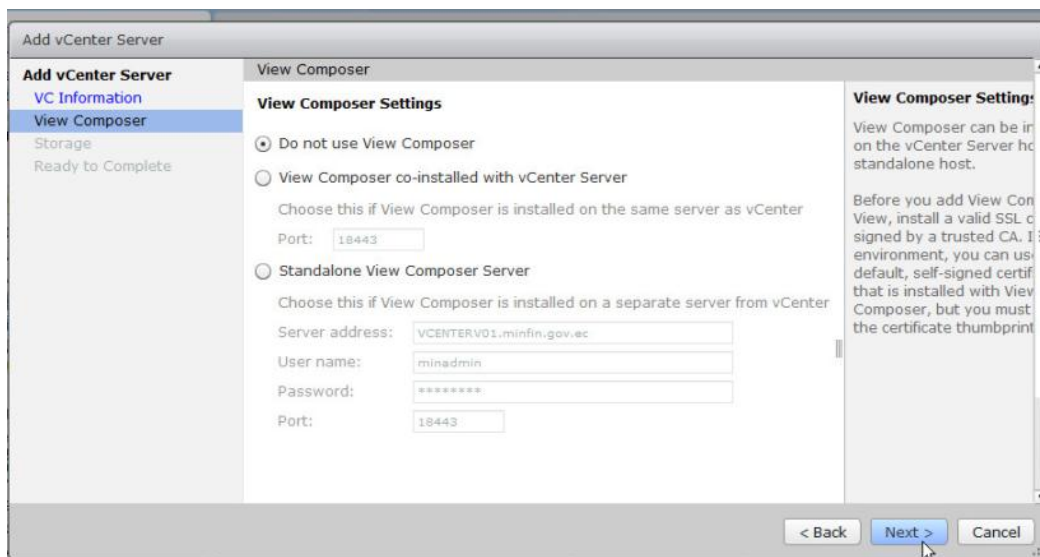 Add vCenter Server
Add vCenter Server
VC Information
View Composer
Storage
Ready to Complete
View Composer
View Composer Settings
Do not use View Composer
View Composer co-installed with vCenter Server
Choose this if View Composer is installed on the same server as vCenter
Port: 18443
Standalone View Composer Server
Choose this if View Composer is installed on a separate server from vCenter
Server address: VCENTERV01.minfin.gov.ec
User name: minadmin
Password: ********
Port: 18443
View Composer Settings
View Composer can be in
on the vCenter Server ho
standalone host.
Before you add View Com
View, install a valid SSL c
signed by a trusted CA. I
environment, you can us
default, self-signed certif
that is installed with View
Composer, but you must
the certificate thumbprint
< Back Next > Cancel